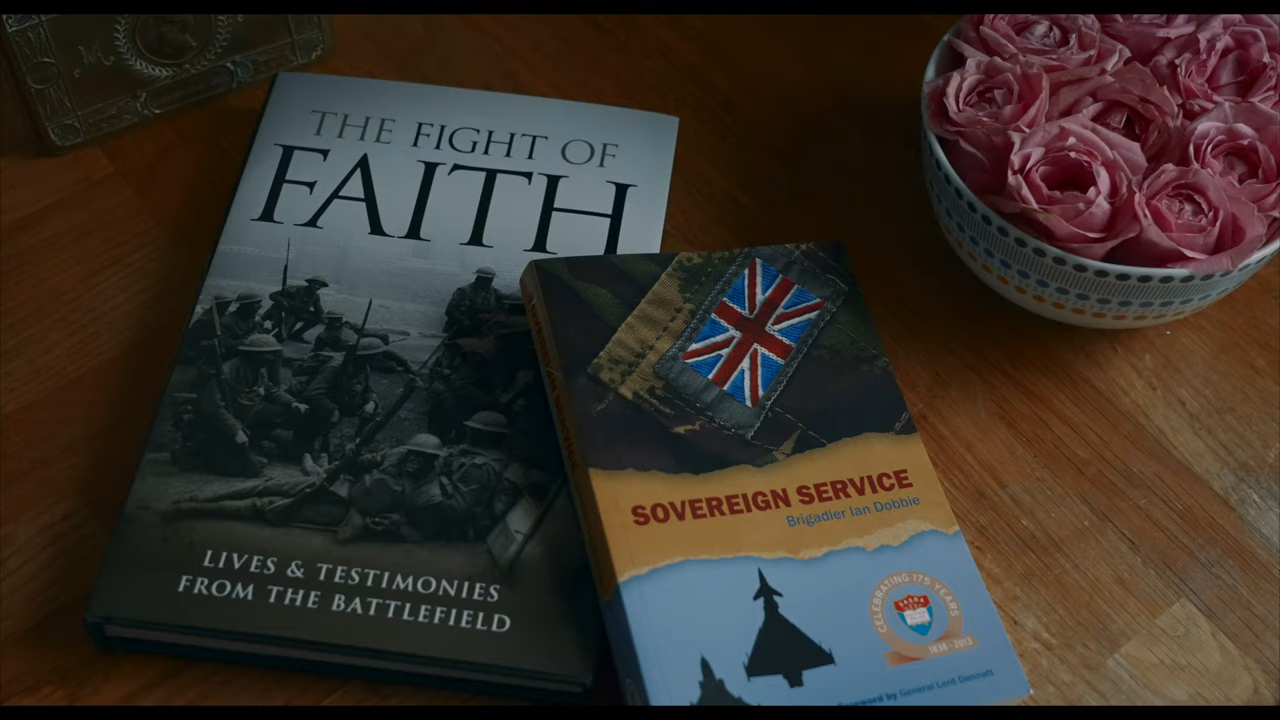 M
THE FIGHT OF
FAITH
LIVES & TESTIMONIES
FROM THE BATTLEFIELD
SOVEREIGN SERVICE
Brigadier Ian Dobbie
CELEBRATING 175 YEARS
SASRA
1838 - 2013
Foreword by General Lord Dannatt